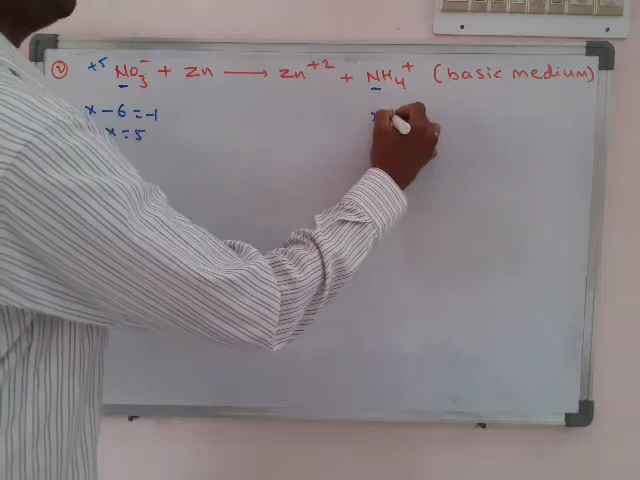 ② +5 NO₃⁻ + Zn ⟶ Zn⁺² + NH₄⁺ (basic medium)
x - 6 = -1
x = 5
x